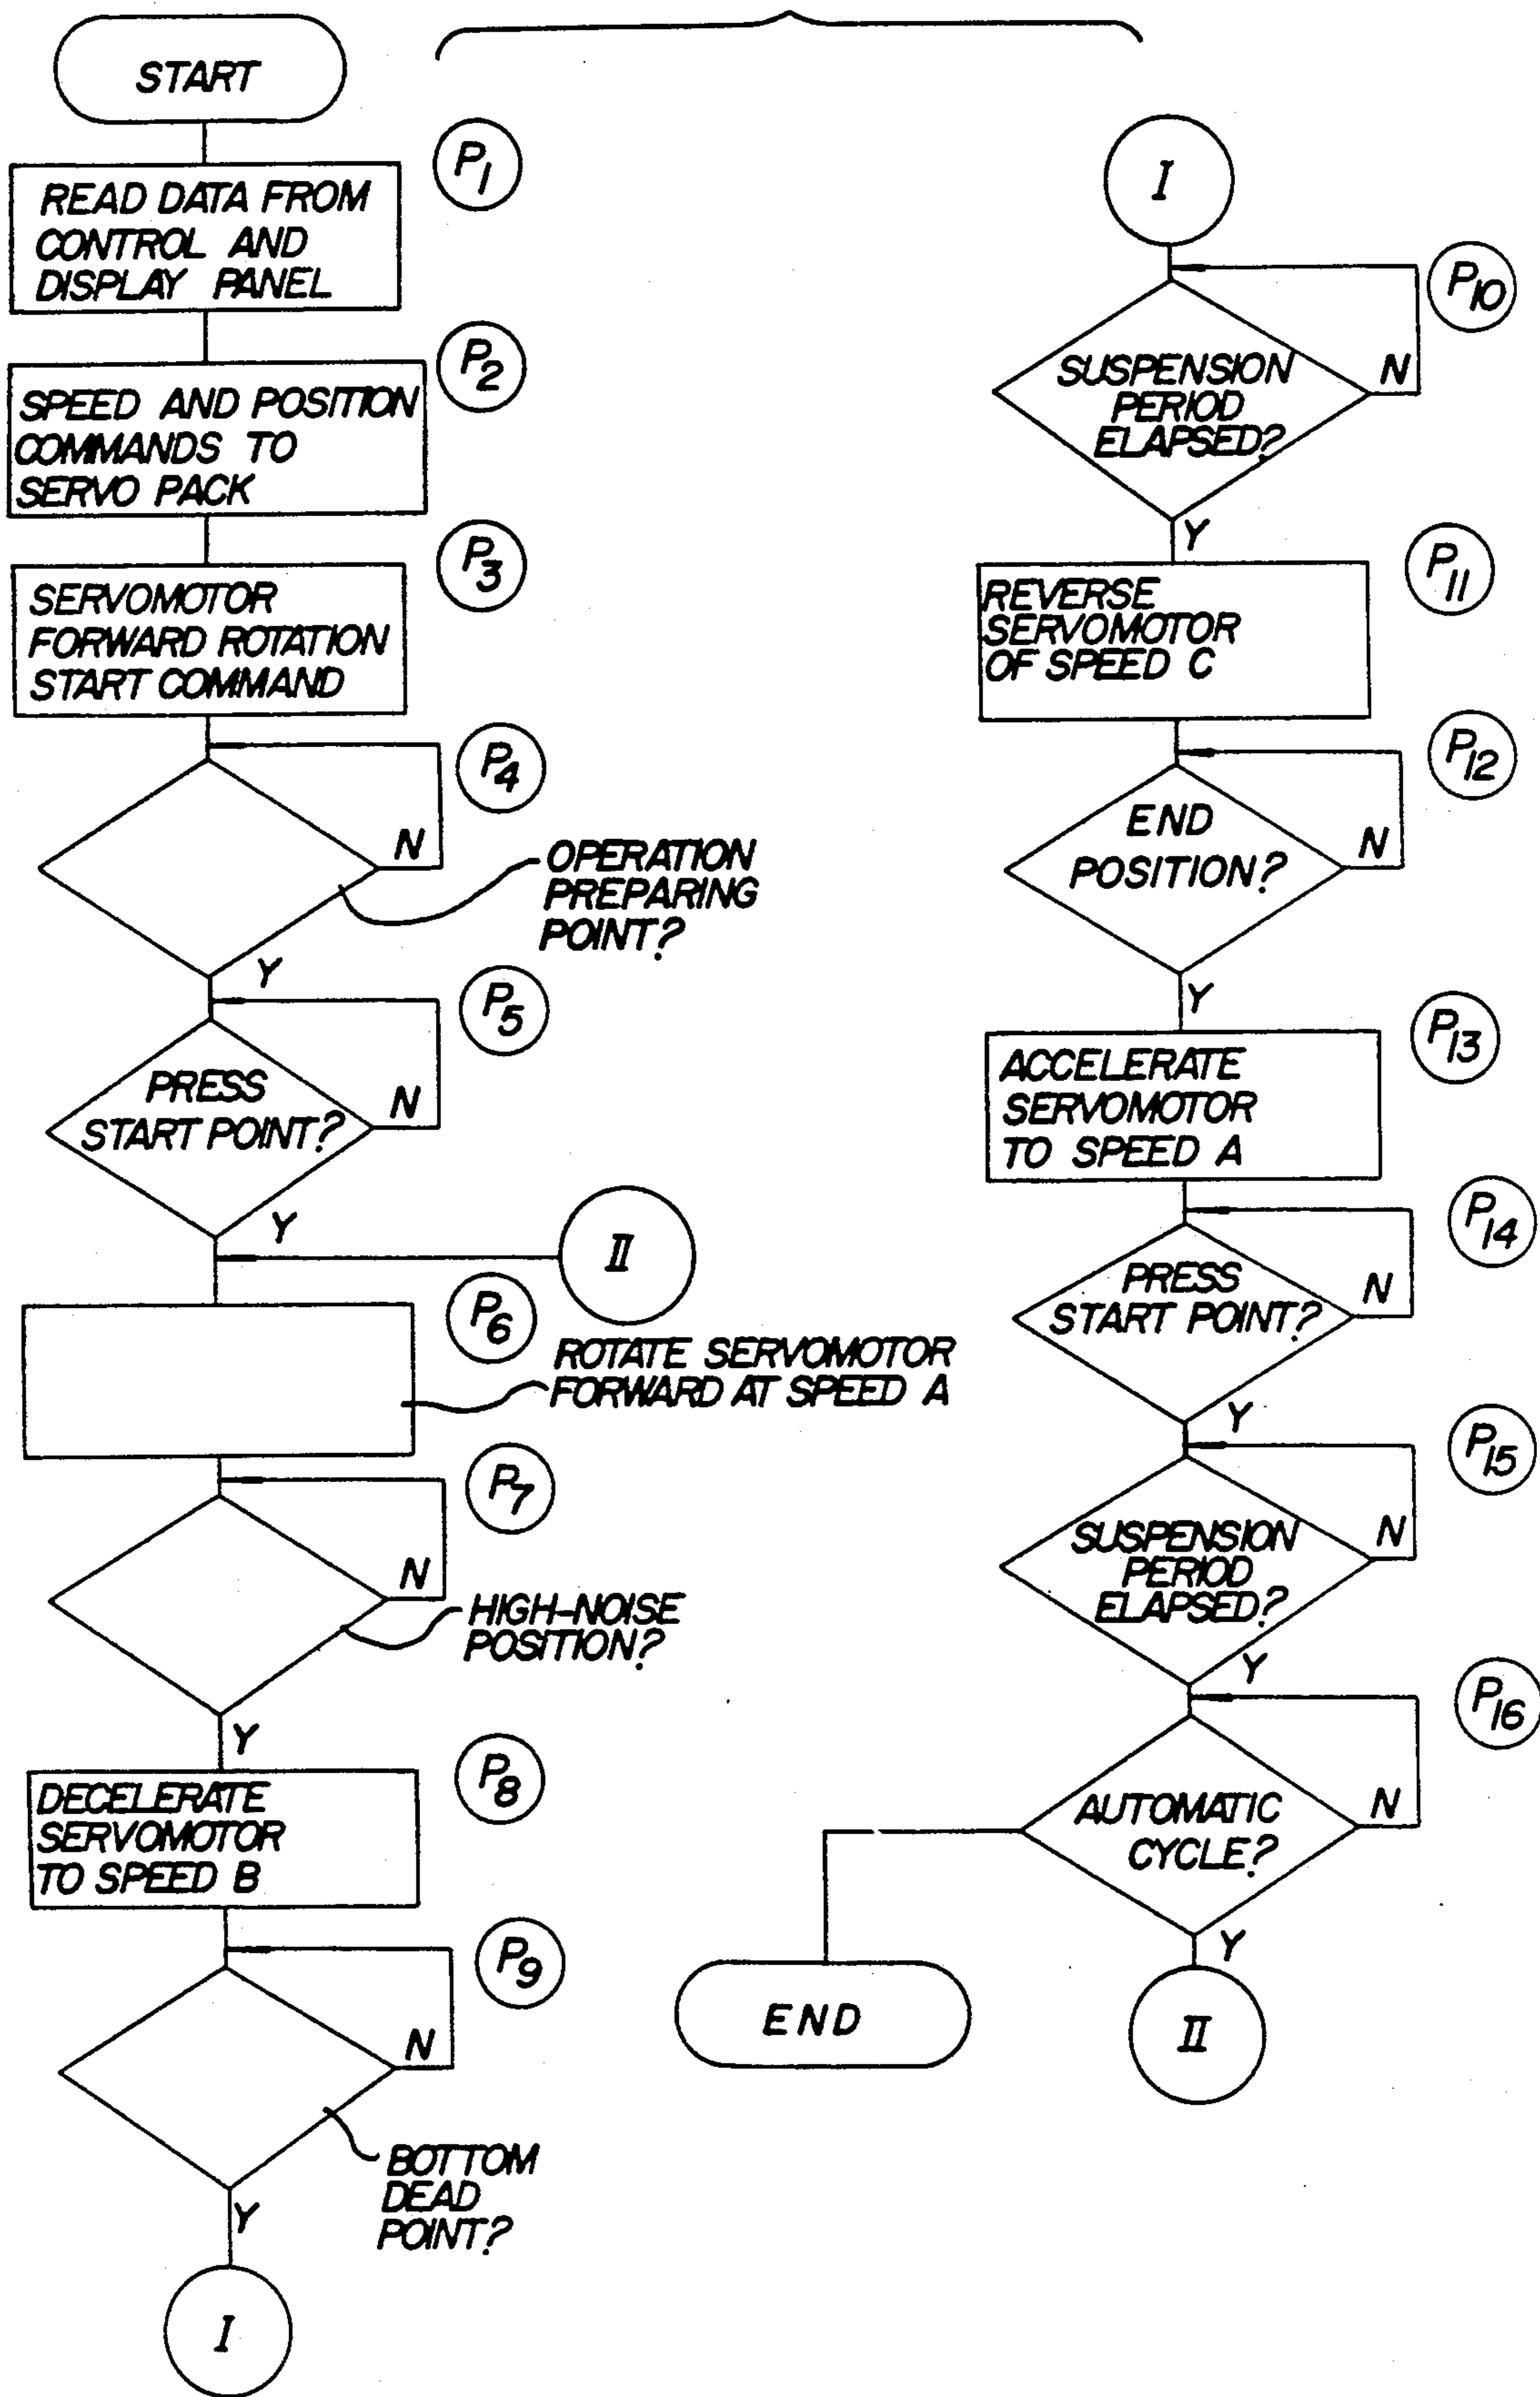 START
P1
READ DATA FROM
CONTROL AND
DISPLAY PANEL
P2
SPEED AND POSITION
COMMANDS TO
SERVO PACK
P3
SERVOMOTOR
FORWARD ROTATION
START COMMAND
P4
N
OPERATION
PREPARING
POINT?
Y
P5
PRESS
START POINT?
N
Y
II
P6
ROTATE SERVOMOTOR
FORWARD AT SPEED A
P7
N
HIGH-NOISE
POSITION?
Y
P8
DECELERATE
SERVOMOTOR
TO SPEED B
P9
N
BOTTOM
DEAD
POINT?
Y
I
I
P10
SUSPENSION
PERIOD
ELAPSED?
N
Y
P11
REVERSE
SERVOMOTOR
OF SPEED C
P12
END
POSITION?
N
Y
P13
ACCELERATE
SERVOMOTOR
TO SPEED A
P14
PRESS
START POINT?
N
Y
P15
SUSPENSION
PERIOD
ELAPSED?
N
Y
P16
AUTOMATIC
CYCLE?
N
Y
END
II